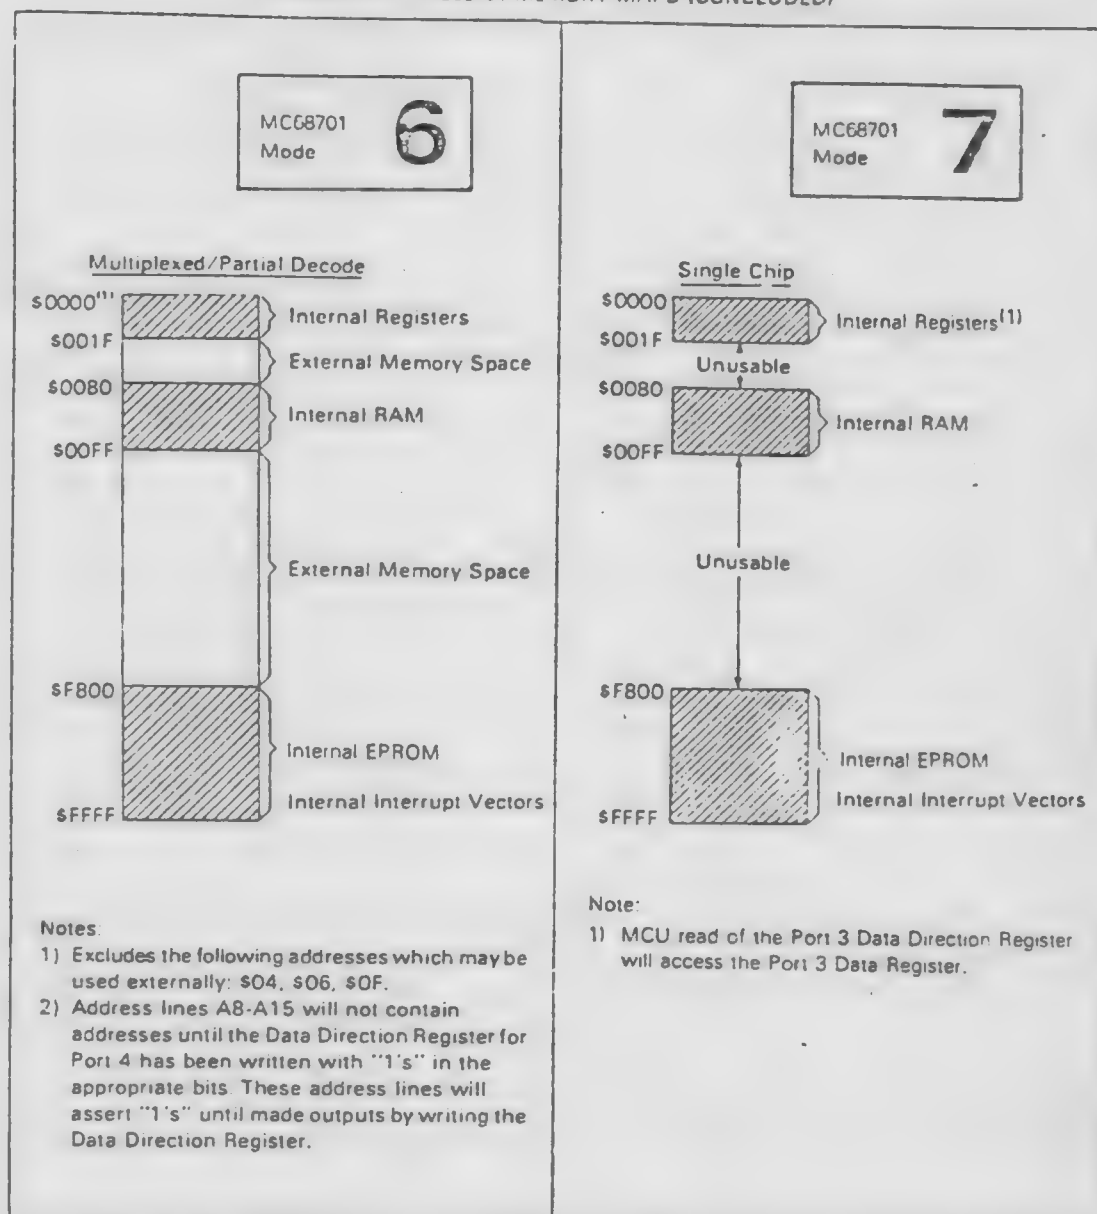 MEMORY MAPS (CONCLUDED)
MC68701
Mode
6
Multiplexed/Partial Decode
$0000(1)
Internal Registers
$001F
External Memory Space
$0080
Internal RAM
$00FF
External Memory Space
$F800
Internal EPROM
Internal Interrupt Vectors
$FFFF
Notes:
1) Excludes the following addresses which may be
used externally: $04, $06, $0F.
2) Address lines A8-A15 will not contain
addresses until the Data Direction Register for
Port 4 has been written with "1's" in the
appropriate bits. These address lines will
assert "1's" until made outputs by writing the
Data Direction Register.
MC68701
Mode
7
Single Chip
$0000
Internal Registers(1)
$001F
Unusable
$0080
Internal RAM
$00FF
Unusable
$F800
Internal EPROM
Internal Interrupt Vectors
$FFFF
Note:
1) MCU read of the Port 3 Data Direction Register
will access the Port 3 Data Register.